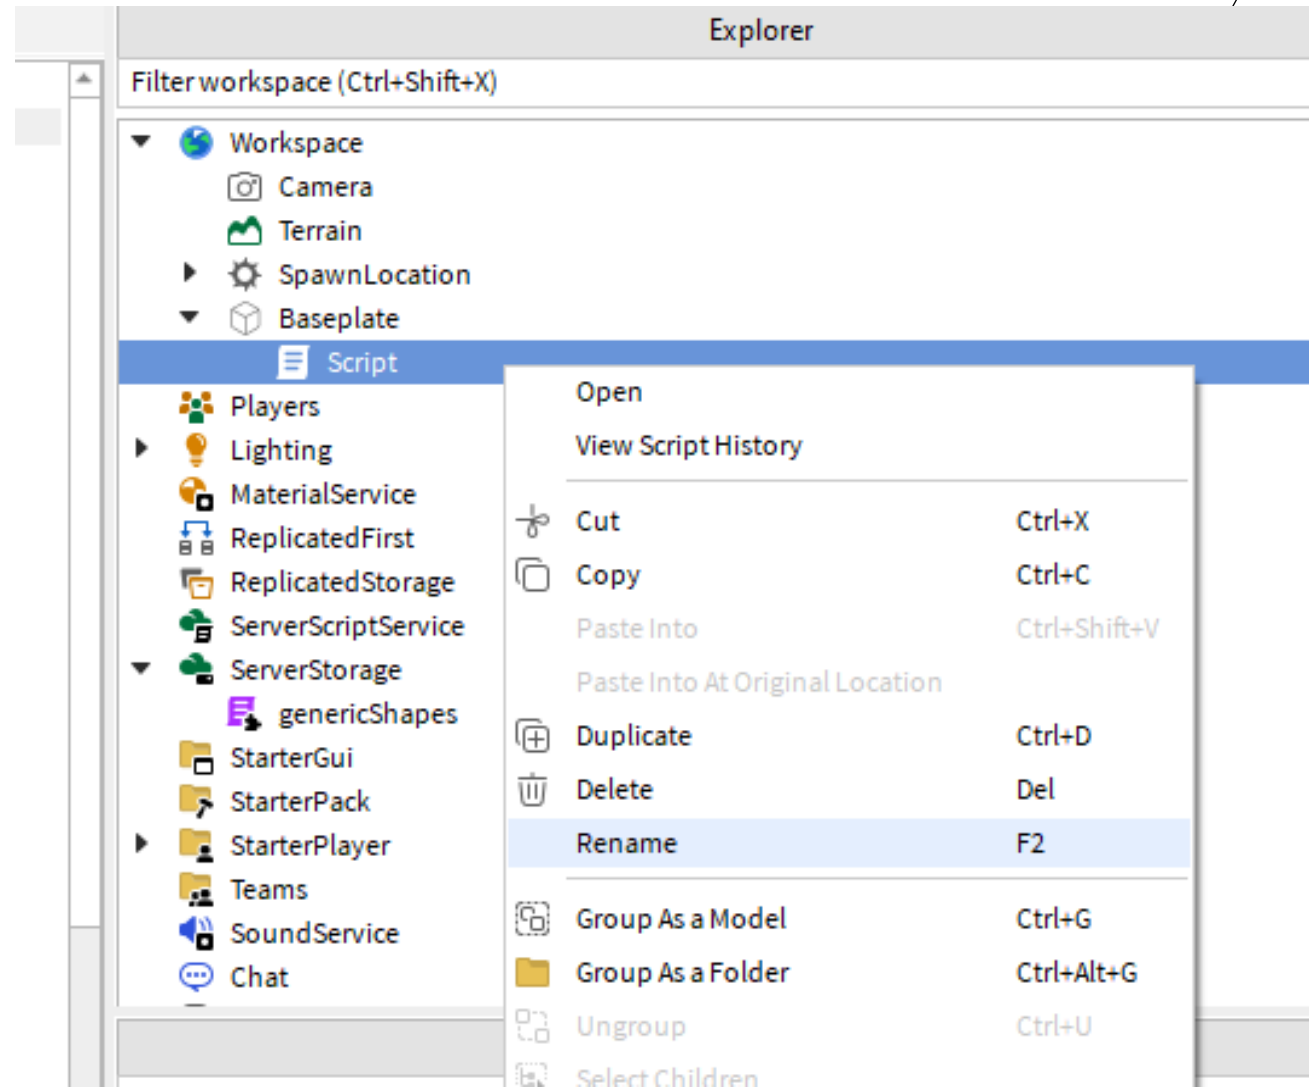 Explorer
Filter workspace (Ctrl+Shift+X)
Workspace
Camera
Terrain
SpawnLocation
Baseplate
Script
Players
Lighting
MaterialService
ReplicatedFirst
ReplicatedStorage
ServerScriptService
ServerStorage
genericShapes
StarterGui
StarterPack
StarterPlayer
Teams
SoundService
Chat
Open
View Script History
Cut Ctrl+X
Copy Ctrl+C
Paste Into Ctrl+Shift+V
Paste Into At Original Location
Duplicate Ctrl+D
Delete Del
Rename F2
Group As a Model Ctrl+G
Group As a Folder Ctrl+Alt+G
Ungroup Ctrl+U
Select Children